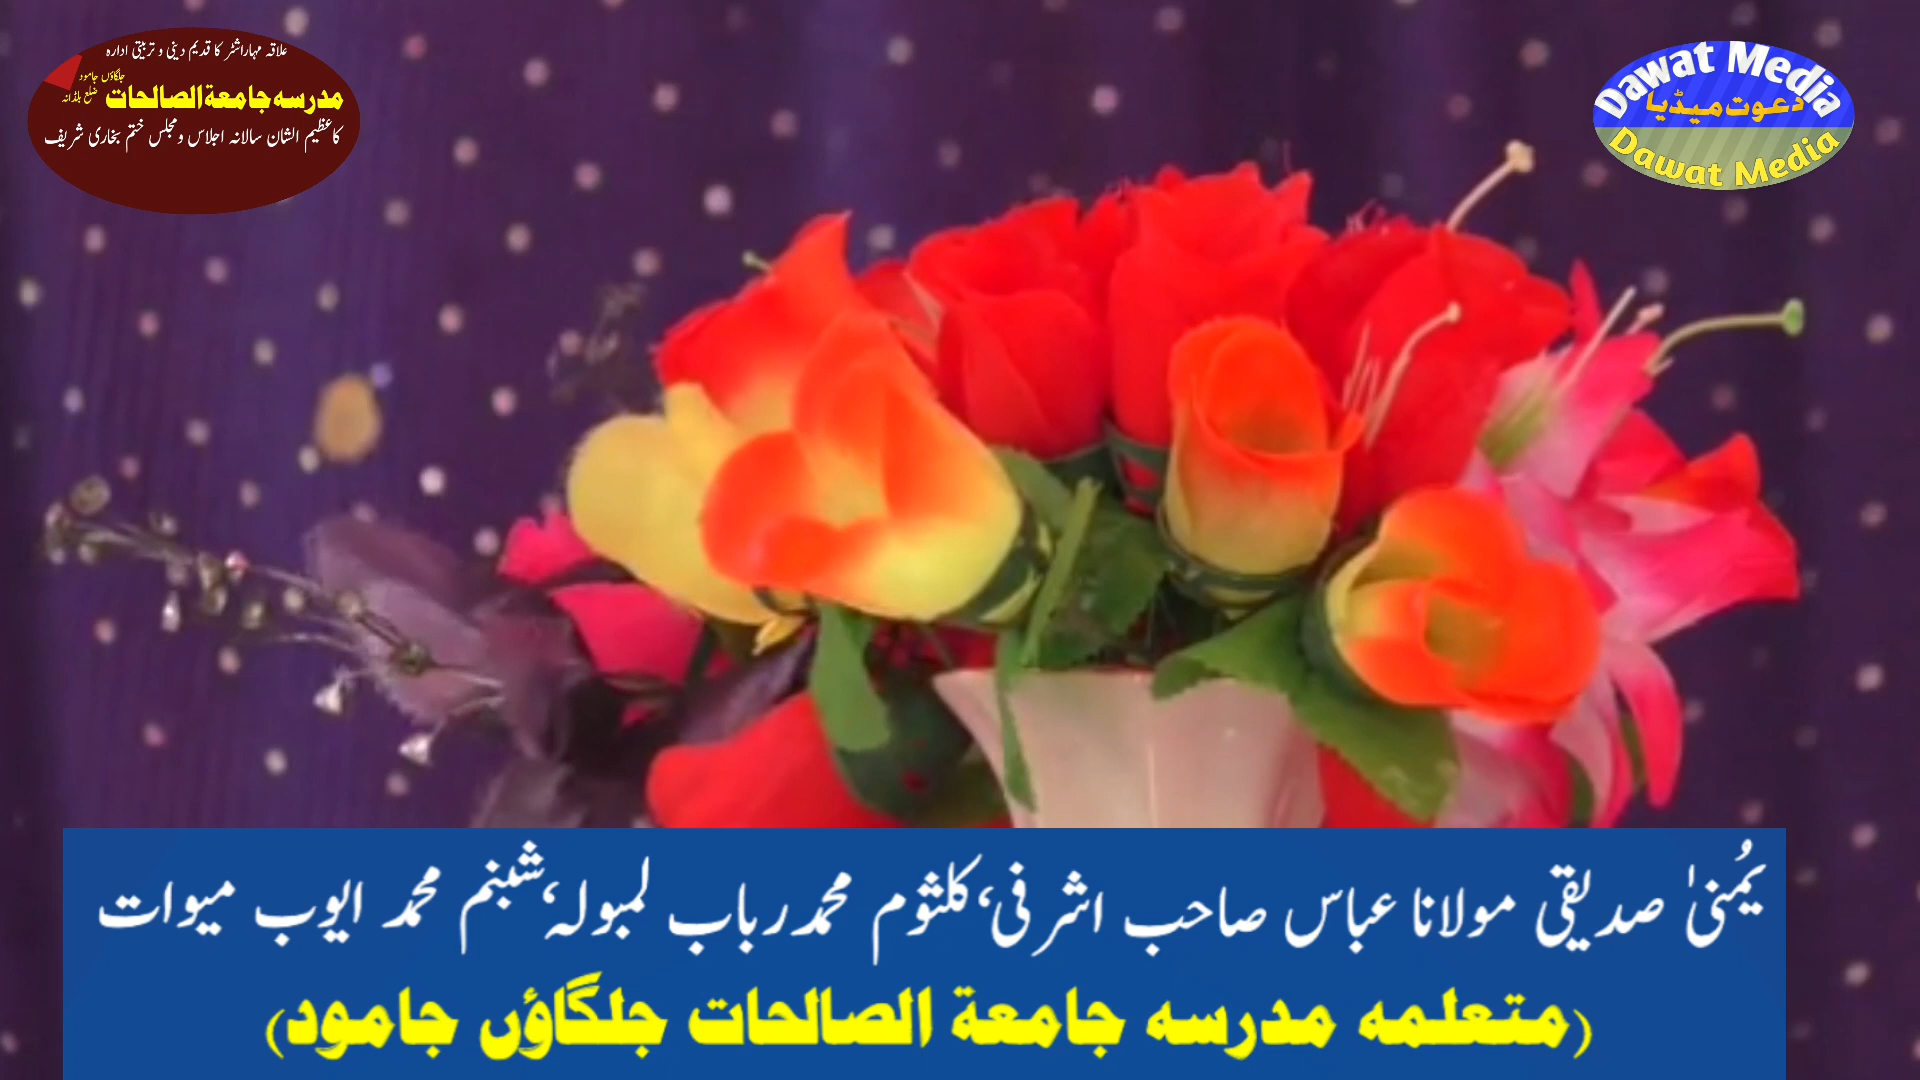 علاقہ مہاراشٹر کا قدیم دینی و تربیتی ادارہ
جلگاؤں جامود
مدرسہ جامعۃ الصالحات ضلع بلڈانہ
کا عظیم الشان سالانہ اجلاس و مجلس ختم بخاری شریف
Dawat Media
دعوت میڈیا
Dawat Media
یُمنیٰ صدیقی مولانا عباس صاحب اشرفی، کلثوم محمد رباب لمبولہ، شبنم محمد ایوب میوات
(متعلمہ مدرسہ جامعۃ الصالحات جلگاؤں جامود)